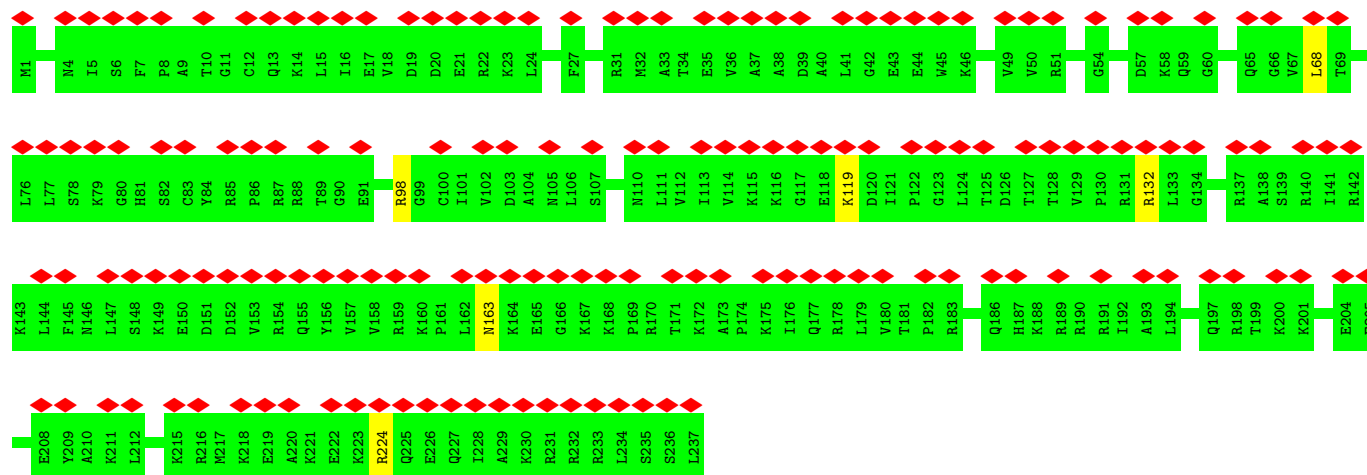 M1 N4 I5 S6 F7 P8 A9 T10 G11 C12 Q13 K14 L15 I16 E17 V18 D19 D20 E21 R22 K23 L24 F27 R31 M32 A33 T34 E35 V36 A37 A38 D39 A40 L41 G42 E43 E44 W45 K46 V49 V50 R51 G54 D57 K58 Q59 G60 Q65 G66 V67 L68 T69
L76 L77 S78 K79 G80 H81 S82 C83 Y84 R85 P86 R87 R88 T89 G90 E91 R98 G99 C100 I101 V102 D103 A104 N105 L106 S107 N110 L111 V112 I113 V114 K115 K116 G117 E118 K119 D120 I121 P122 G123 L124 T125 D126 T127 T128 V129 P130 R131 R132 L133 G134 R137 A138 S139 R140 I141 R142
K143 L144 F145 N146 L147 S148 K149 E150 D151 D152 V153 R154 Q155 Y156 V157 V158 R159 K160 P161 L162 N163 K164 E165 G166 K167 K168 P169 R170 T171 K172 A173 P174 K175 I176 Q177 R178 L179 V180 T181 P182 R183 Q186 H187 K188 R189 R190 R191 I192 A193 L194 Q197 R198 T199 K200 K201 E204
E208 Y209 A210 K211 L212 K215 R216 M217 K218 E219 A220 K221 E222 K223 R224 Q225 E226 Q227 I228 A229 K230 R231 R232 R233 L234 S235 S236 L237